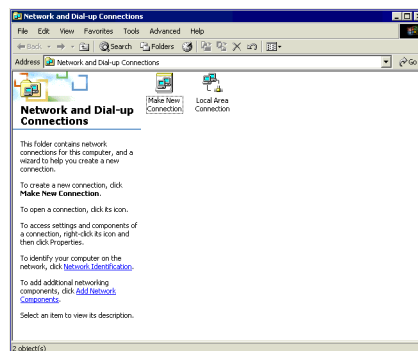 Network and Dial-up Connections
File Edit View Favorites Tools Advanced Help
Back Search Folders
Address Network and Dial-up Connections Go
Network and Dial-up
Connections
This folder contains network
connections for this computer, and a
wizard to help you create a new
connection.
To create a new connection, click
Make New Connection.
To open a connection, click its icon.
To access settings and components of
a connection, right-click its icon and
then click Properties.
To identify your computer on the
network, click Network Identification.
To add additional networking
components, click Add Network
Components.
Select an item to view its description.
Make New
Connection
Local Area
Connection
2 object(s)